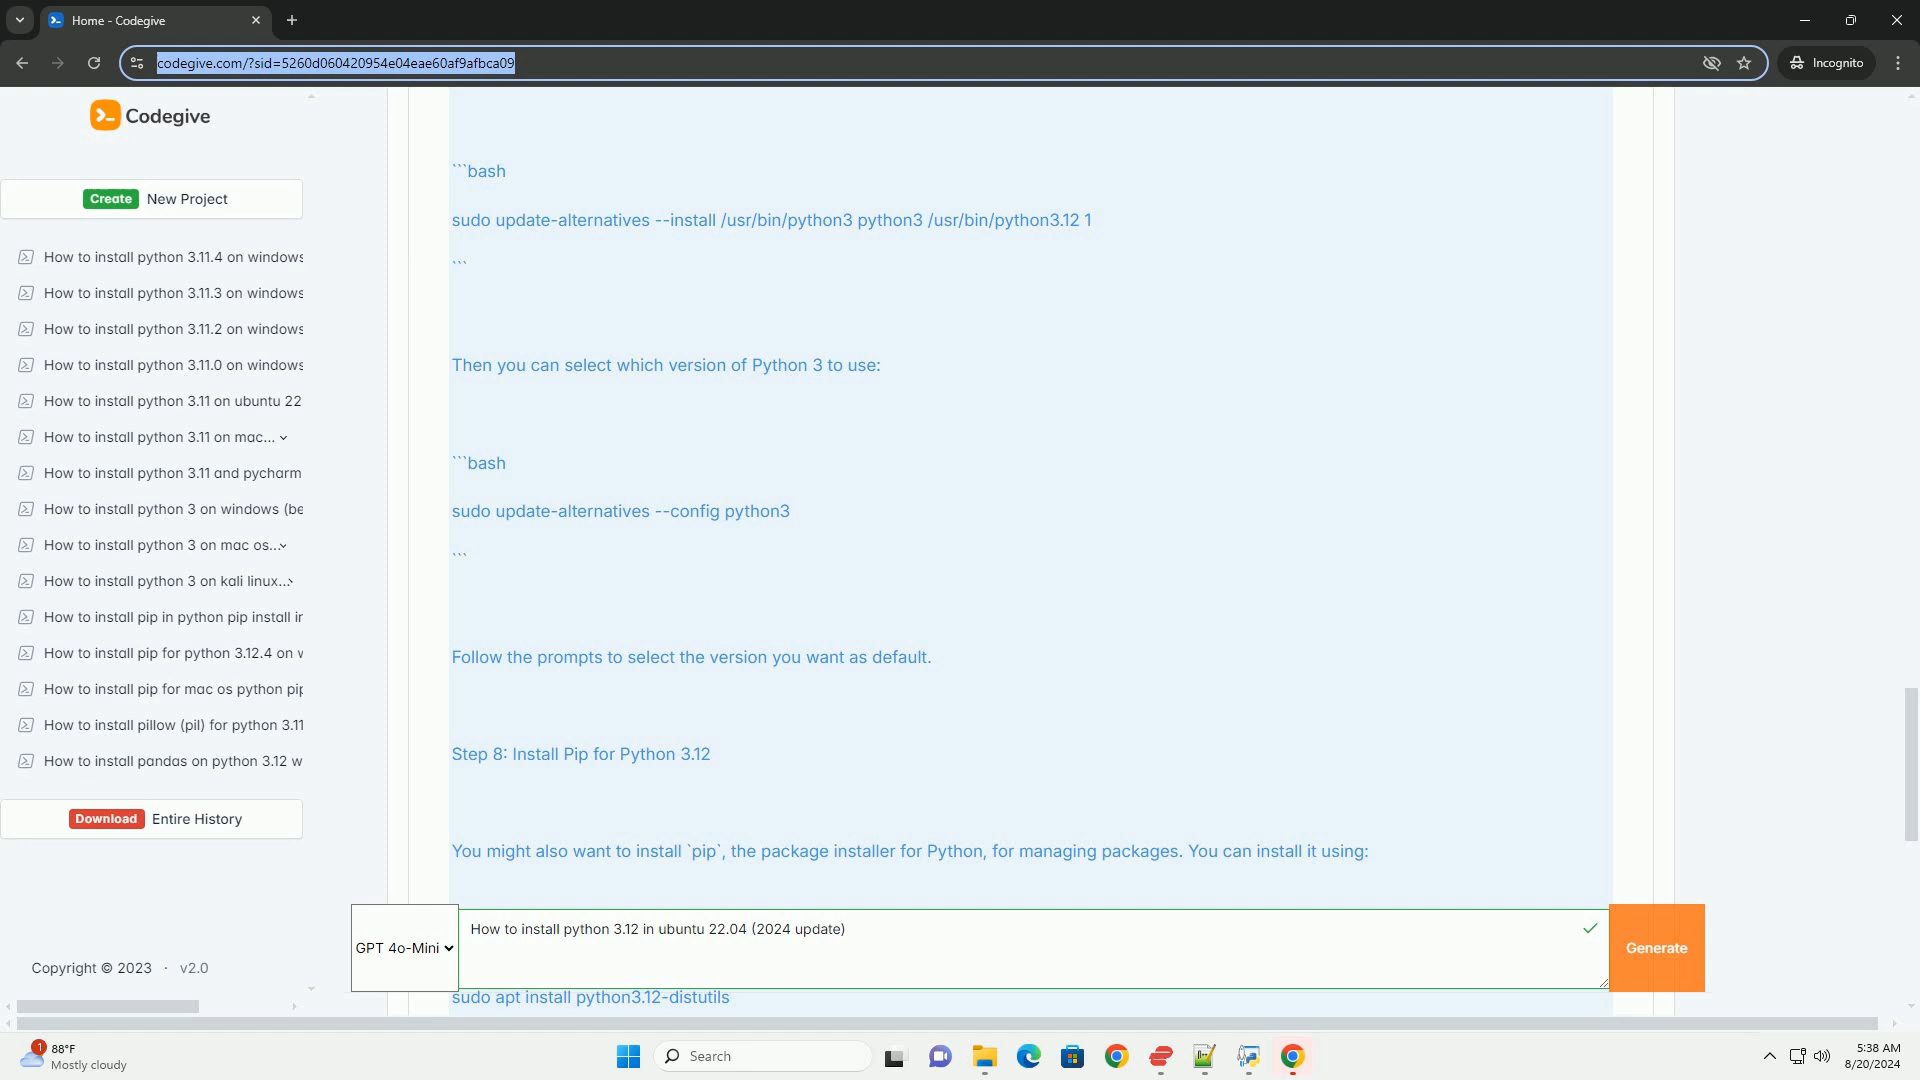 Home - Codegive
codegive.com/?sid=5260d060420954e04eae60af9afbca09
Incognito
Codegive
Create New Project
How to install python 3.11.4 on windows
How to install python 3.11.3 on windows
How to install python 3.11.2 on windows
How to install python 3.11.0 on windows
How to install python 3.11 on ubuntu 22
How to install python 3.11 on mac...
How to install python 3.11 and pycharm
How to install python 3 on windows (be
How to install python 3 on mac os...
How to install python 3 on kali linux...
How to install pip in python pip install in
How to install pip for python 3.12.4 on w
How to install pip for mac os python pip
How to install pillow (pil) for python 3.11
How to install pandas on python 3.12 w
Download Entire History
Copyright © 2023 · v2.0
```bash
sudo update-alternatives --install /usr/bin/python3 python3 /usr/bin/python3.12 1
```
Then you can select which version of Python 3 to use:
```bash
sudo update-alternatives --config python3
```
Follow the prompts to select the version you want as default.
Step 8: Install Pip for Python 3.12
You might also want to install `pip`, the package installer for Python, for managing packages. You can install it using:
GPT 4o-Mini
How to install python 3.12 in ubuntu 22.04 (2024 update)
Generate
sudo apt install python3.12-distutils
1
88°F
Mostly cloudy
Search
5:38 AM
8/20/2024